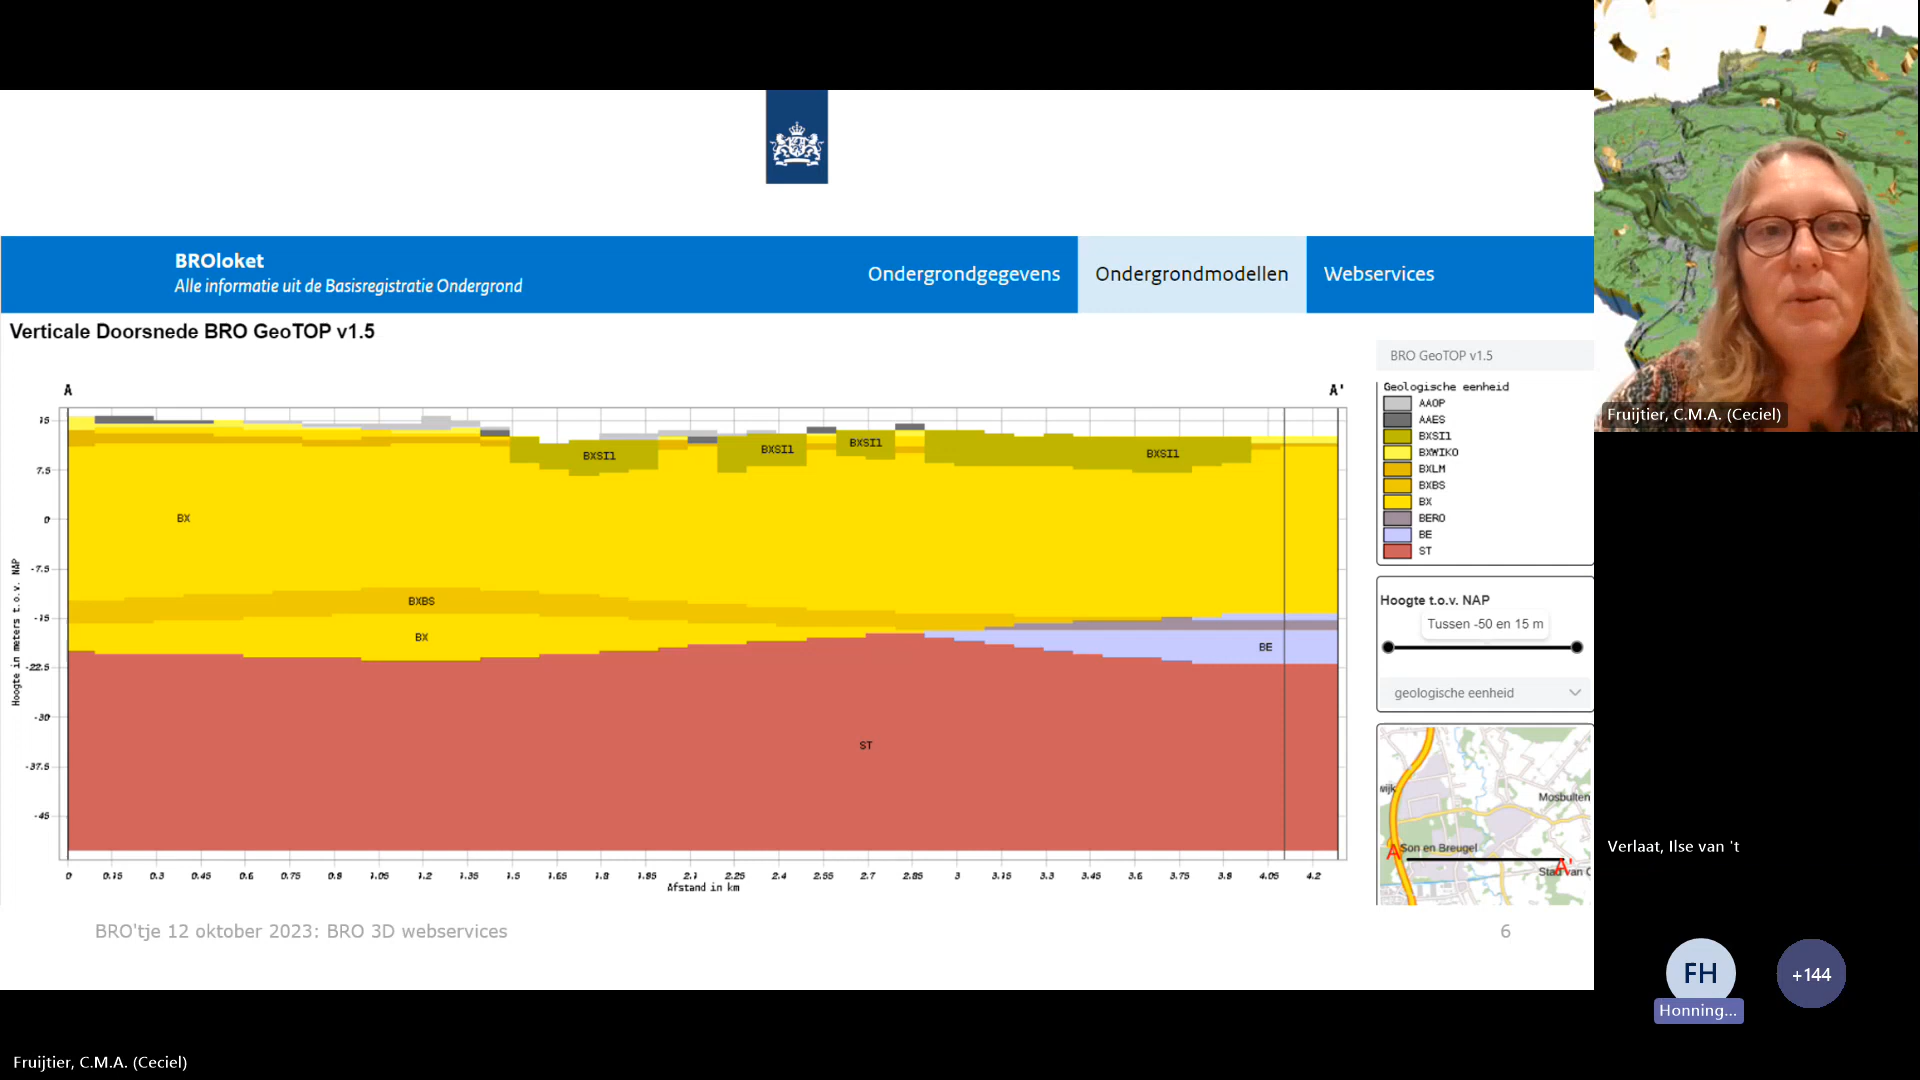 BROloket
Alle informatie uit de Basisregistratie Ondergrond
Ondergrondgegevens
Ondergrondmodellen
Webservices
Verticale Doorsnede BRO GeoTOP v1.5
A
A'
15
7.5
0
-7.5
-15
-22.5
-30
-37.5
-45
Hoogte in meters t.o.v. NAP
BXSI1
BXSI1
BXSI1
BXSI1
BX
BXBS
BX
BE
ST
0
0.15
0.3
0.45
0.6
0.75
0.9
1.05
1.2
1.35
1.5
1.65
1.8
1.95
2.1
2.25
2.4
2.55
2.7
2.85
3
3.15
3.3
3.45
3.6
3.75
3.9
4.05
4.2
Afstand in km
BRO GeoTOP v1.5
Geologische eenheid
AAOP
AAES
BXSI1
BXWIKO
BXLM
BXBS
BX
BERO
BE
ST
Hoogte t.o.v. NAP
Tussen -50 en 15 m
geologische eenheid
wijk
Mosbulten
A
Son en Breugel
A'
Stad van G
BRO'tje 12 oktober 2023: BRO 3D webservices
6
Fruijtier, C.M.A. (Ceciel)
Verlaat, Ilse van 't
FH
+144
Honning...
Fruijtier, C.M.A. (Ceciel)